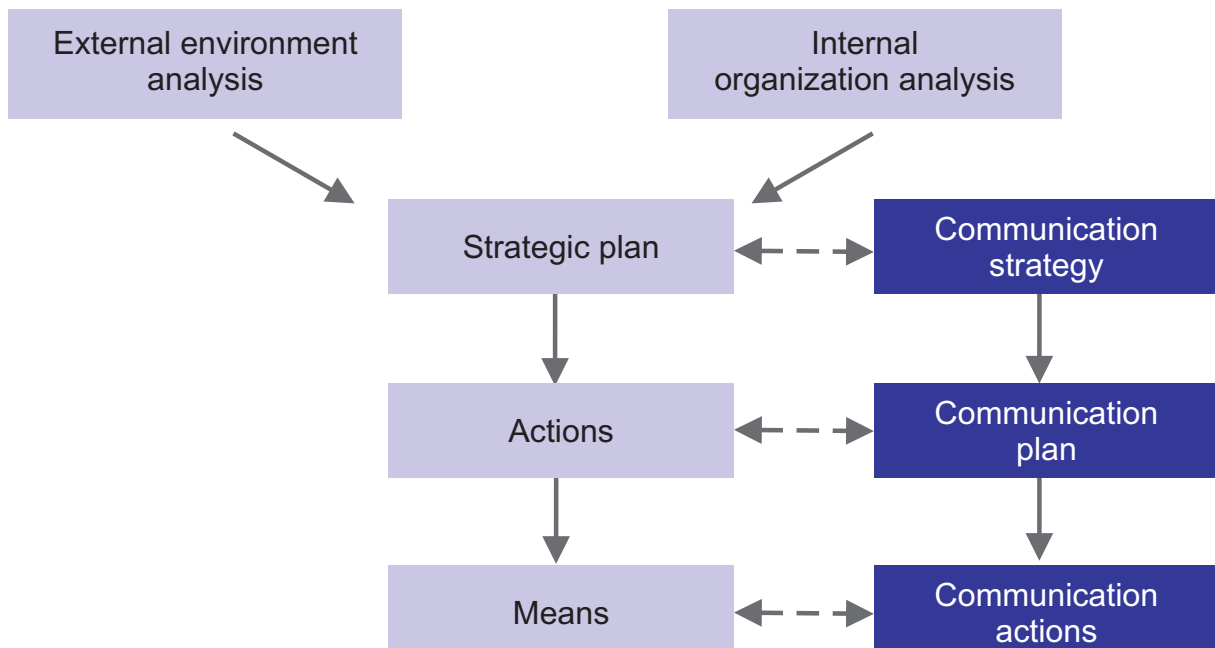 External environment
analysis
Internal
organization analysis
Strategic plan
Communication
strategy
Actions
Communication
plan
Means
Communication
actions